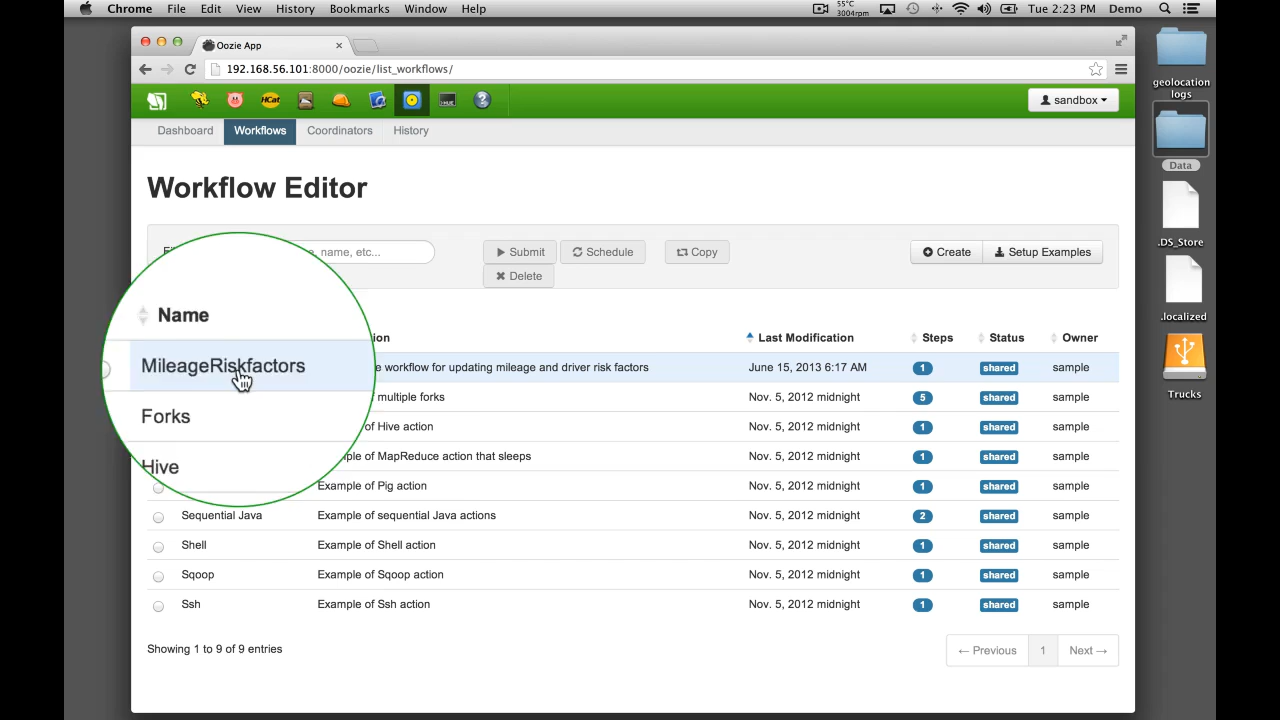 Chrome File Edit View History Bookmarks Window Help 55°C 3004rpm Tue 2:23 PM Demo
Oozie App
192.168.56.101:8000/oozie/list_workflows/
HCat HUE sandbox
Dashboard Workflows Coordinators History
Workflow Editor
name, etc... Submit Schedule Copy Create Setup Examples
Delete
Name Last Modification Steps Status Owner
MileageRiskfactors workflow for updating mileage and driver risk factors June 15, 2013 6:17 AM 1 shared sample
Forks multiple forks Nov. 5, 2012 midnight 5 shared sample
Hive of Hive action Nov. 5, 2012 midnight 1 shared sample
of MapReduce action that sleeps Nov. 5, 2012 midnight 1 shared sample
Example of Pig action Nov. 5, 2012 midnight 1 shared sample
Sequential Java Example of sequential Java actions Nov. 5, 2012 midnight 2 shared sample
Shell Example of Shell action Nov. 5, 2012 midnight 1 shared sample
Sqoop Example of Sqoop action Nov. 5, 2012 midnight 1 shared sample
Ssh Example of Ssh action Nov. 5, 2012 midnight 1 shared sample
Showing 1 to 9 of 9 entries ← Previous 1 Next →
geolocation
logs
Data
.DS_Store
.localized
Trucks